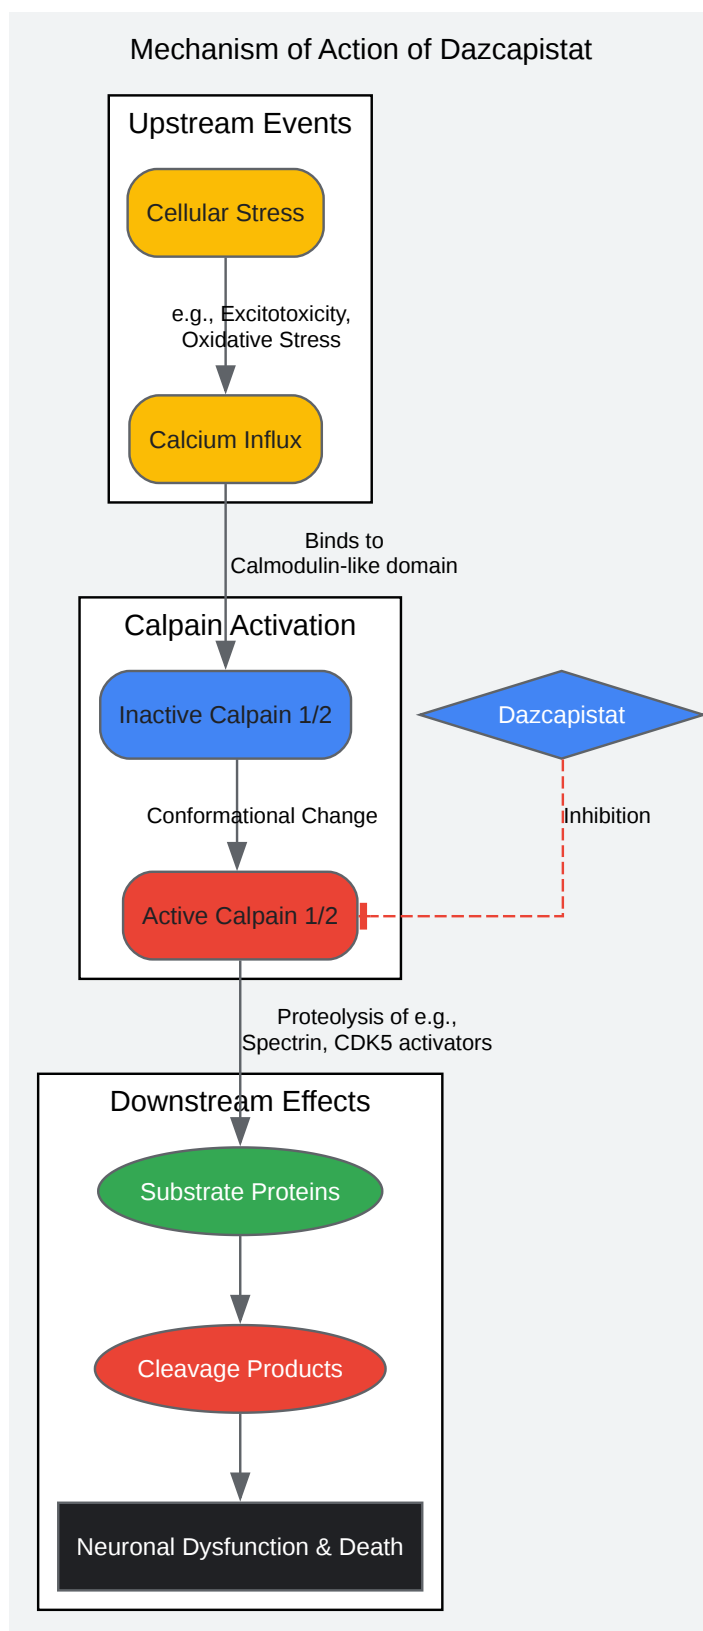 Mechanism of Action of Dazcapistat
Upstream Events
Cellular Stress
e.g., Excitotoxicity,
Oxidative Stress
Calcium Influx
Binds to
Calmodulin-like domain
Calpain Activation
Inactive Calpain 1/2
Dazcapistat
Conformational Change
Inhibition
Active Calpain 1/2
Proteolysis of e.g.,
Spectrin, CDK5 activators
Downstream Effects
Substrate Proteins
Cleavage Products
Neuronal Dysfunction & Death